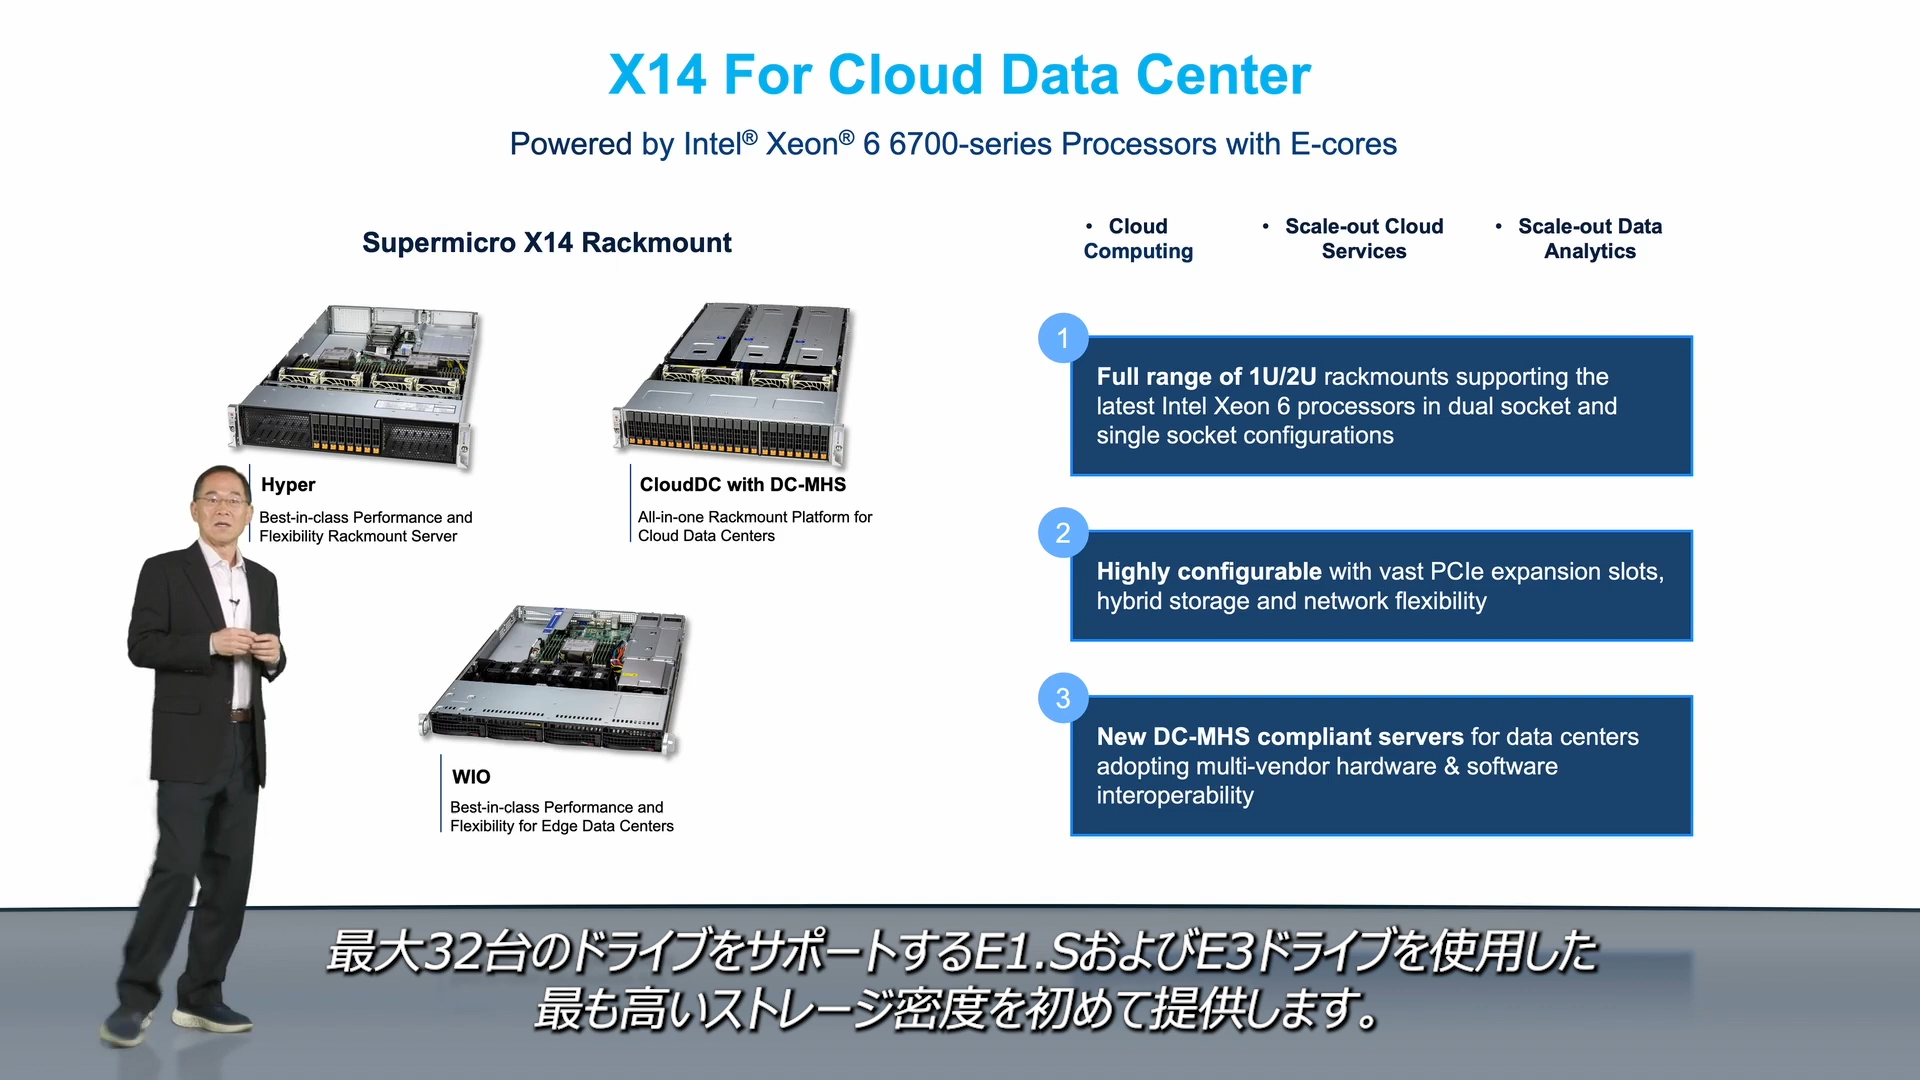 X14 For Cloud Data Center
Powered by Intel® Xeon® 6 6700-series Processors with E-cores
Supermicro X14 Rackmount
Hyper
Best-in-class Performance and
Flexibility Rackmount Server
CloudDC with DC-MHS
All-in-one Rackmount Platform for
Cloud Data Centers
WIO
Best-in-class Performance and
Flexibility for Edge Data Centers
• Cloud
Computing
• Scale-out Cloud
Services
• Scale-out Data
Analytics
1
Full range of 1U/2U rackmounts supporting the
latest Intel Xeon 6 processors in dual socket and
single socket configurations
2
Highly configurable with vast PCIe expansion slots,
hybrid storage and network flexibility
3
New DC-MHS compliant servers for data centers
adopting multi-vendor hardware & software
interoperability
最大32台のドライブをサポートするE1.SおよびE3ドライブを使用した
最も高いストレージ密度を初めて提供します。